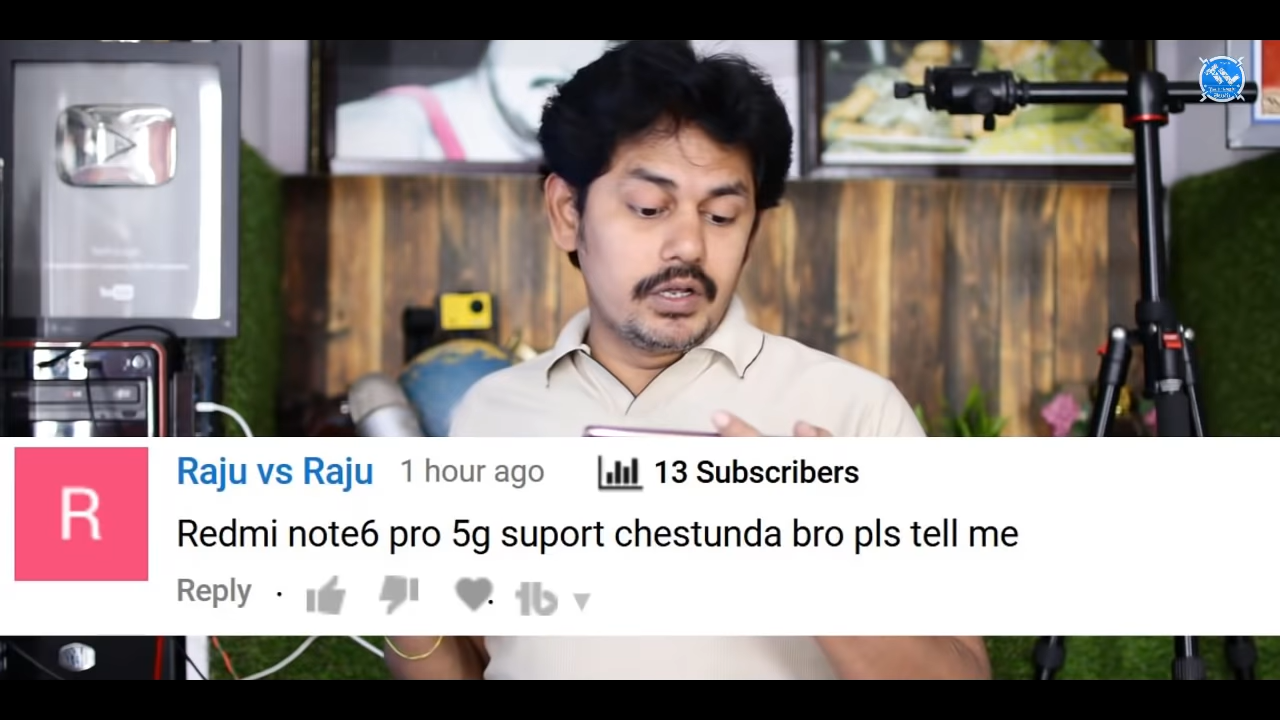 Raju vs Raju 1 hour ago 13 Subscribers
Redmi note6 pro 5g suport chestunda bro pls tell me
Reply